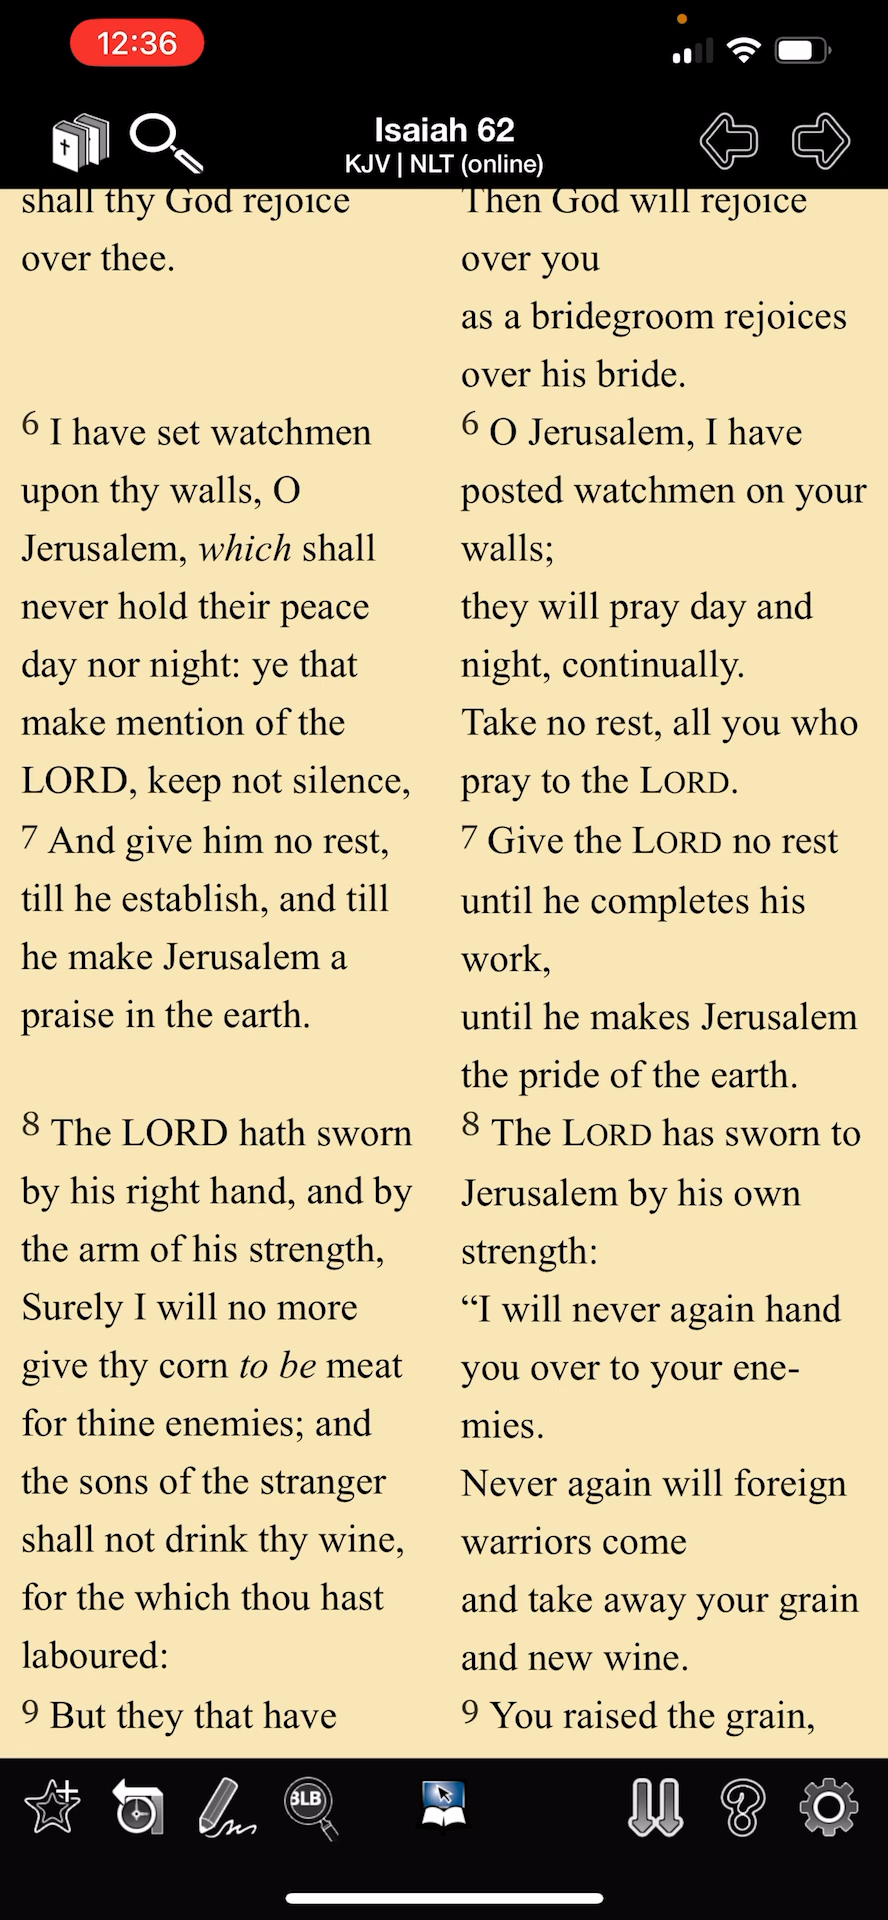 12:36
Isaiah 62
KJV | NLT (online)
shall thy God rejoice
over thee.
6 I have set watchmen
upon thy walls, O
Jerusalem, which shall
never hold their peace
day nor night: ye that
make mention of the
LORD, keep not silence,
7 And give him no rest,
till he establish, and till
he make Jerusalem a
praise in the earth.
8 The LORD hath sworn
by his right hand, and by
the arm of his strength,
Surely I will no more
give thy corn to be meat
for thine enemies; and
the sons of the stranger
shall not drink thy wine,
for the which thou hast
laboured:
9 But they that have
Then God will rejoice
over you
as a bridegroom rejoices
over his bride.
6 O Jerusalem, I have
posted watchmen on your
walls;
they will pray day and
night, continually.
Take no rest, all you who
pray to the LORD.
7 Give the LORD no rest
until he completes his
work,
until he makes Jerusalem
the pride of the earth.
8 The LORD has sworn to
Jerusalem by his own
strength:
“I will never again hand
you over to your ene-
mies.
Never again will foreign
warriors come
and take away your grain
and new wine.
9 You raised the grain,
BLB